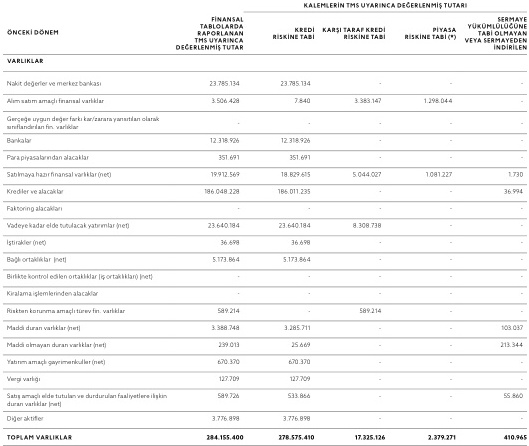 KALEMLERİN TMS UYARINCA DEĞERLENMİŞ TUTARI
ÖNCEKİ DÖNEM FİNANSAL TABLOLARDA RAPORLANAN TMS UYARINCA DEĞERLENMİŞ TUTAR KREDİ RİSKİNE TABİ KARŞI TARAF KREDİ RİSKİNE TABİ PİYASA RİSKİNE TABİ (*) SERMAYE YÜKÜMLÜLÜĞÜNE TABİ OLMAYAN VEYA SERMAYEDEN İNDİRİLEN
VARLIKLAR
Nakit değerler ve merkez bankası 23.785.134 23.785.134 - - -
Alım satım amaçlı finansal varlıklar 3.506.428 7.840 3.383.147 1.298.044 -
Gerçeğe uygun değer farkı kar/zarara yansıtılan olarak
sınıflandırılan fin. varlıklar - - - - -
Bankalar 12.318.926 12.318.926 - - -
Para piyasalarından alacaklar 351.691 351.691 - - -
Satılmaya hazır finansal varlıklar (net) 19.912.569 18.829.615 5.044.027 1.081.227 1.730
Krediler ve alacaklar 186.048.228 186.011.235 - - 36.994
Faktoring alacakları - - - - -
Vadeye kadar elde tutulacak yatırımlar (net) 23.640.184 23.640.184 8.308.738 - -
İştirakler (net) 36.698 36.698 - - -
Bağlı ortaklıklar (net) 5.173.864 5.173.864 - - -
Birlikte kontrol edilen ortaklıklar (iş ortaklıkları) (net) - - - - -
Kiralama işlemlerinden alacaklar - - - - -
Riskten korunma amaçlı türev fin. varlıklar 589.214 - 589.214 - -
Maddi duran varlıklar (net) 3.388.748 3.285.711 - - 103.037
Maddi olmayan duran varlıklar (net) 239.013 25.669 - - 213.344
Yatırım amaçlı gayrimenkuller (net) 670.370 670.370 - - -
Vergi varlığı 127.709 127.709 - - -
Satış amaçlı elde tutulan ve durdurulan faaliyetlere ilişkin
duran varlıklar (net) 589.726 533.866 - - 55.860
Diğer aktifler 3.776.898 3.776.898 - - -
TOPLAM VARLIKLAR 284.155.400 278.575.410 17.325.126 2.379.271 410.965